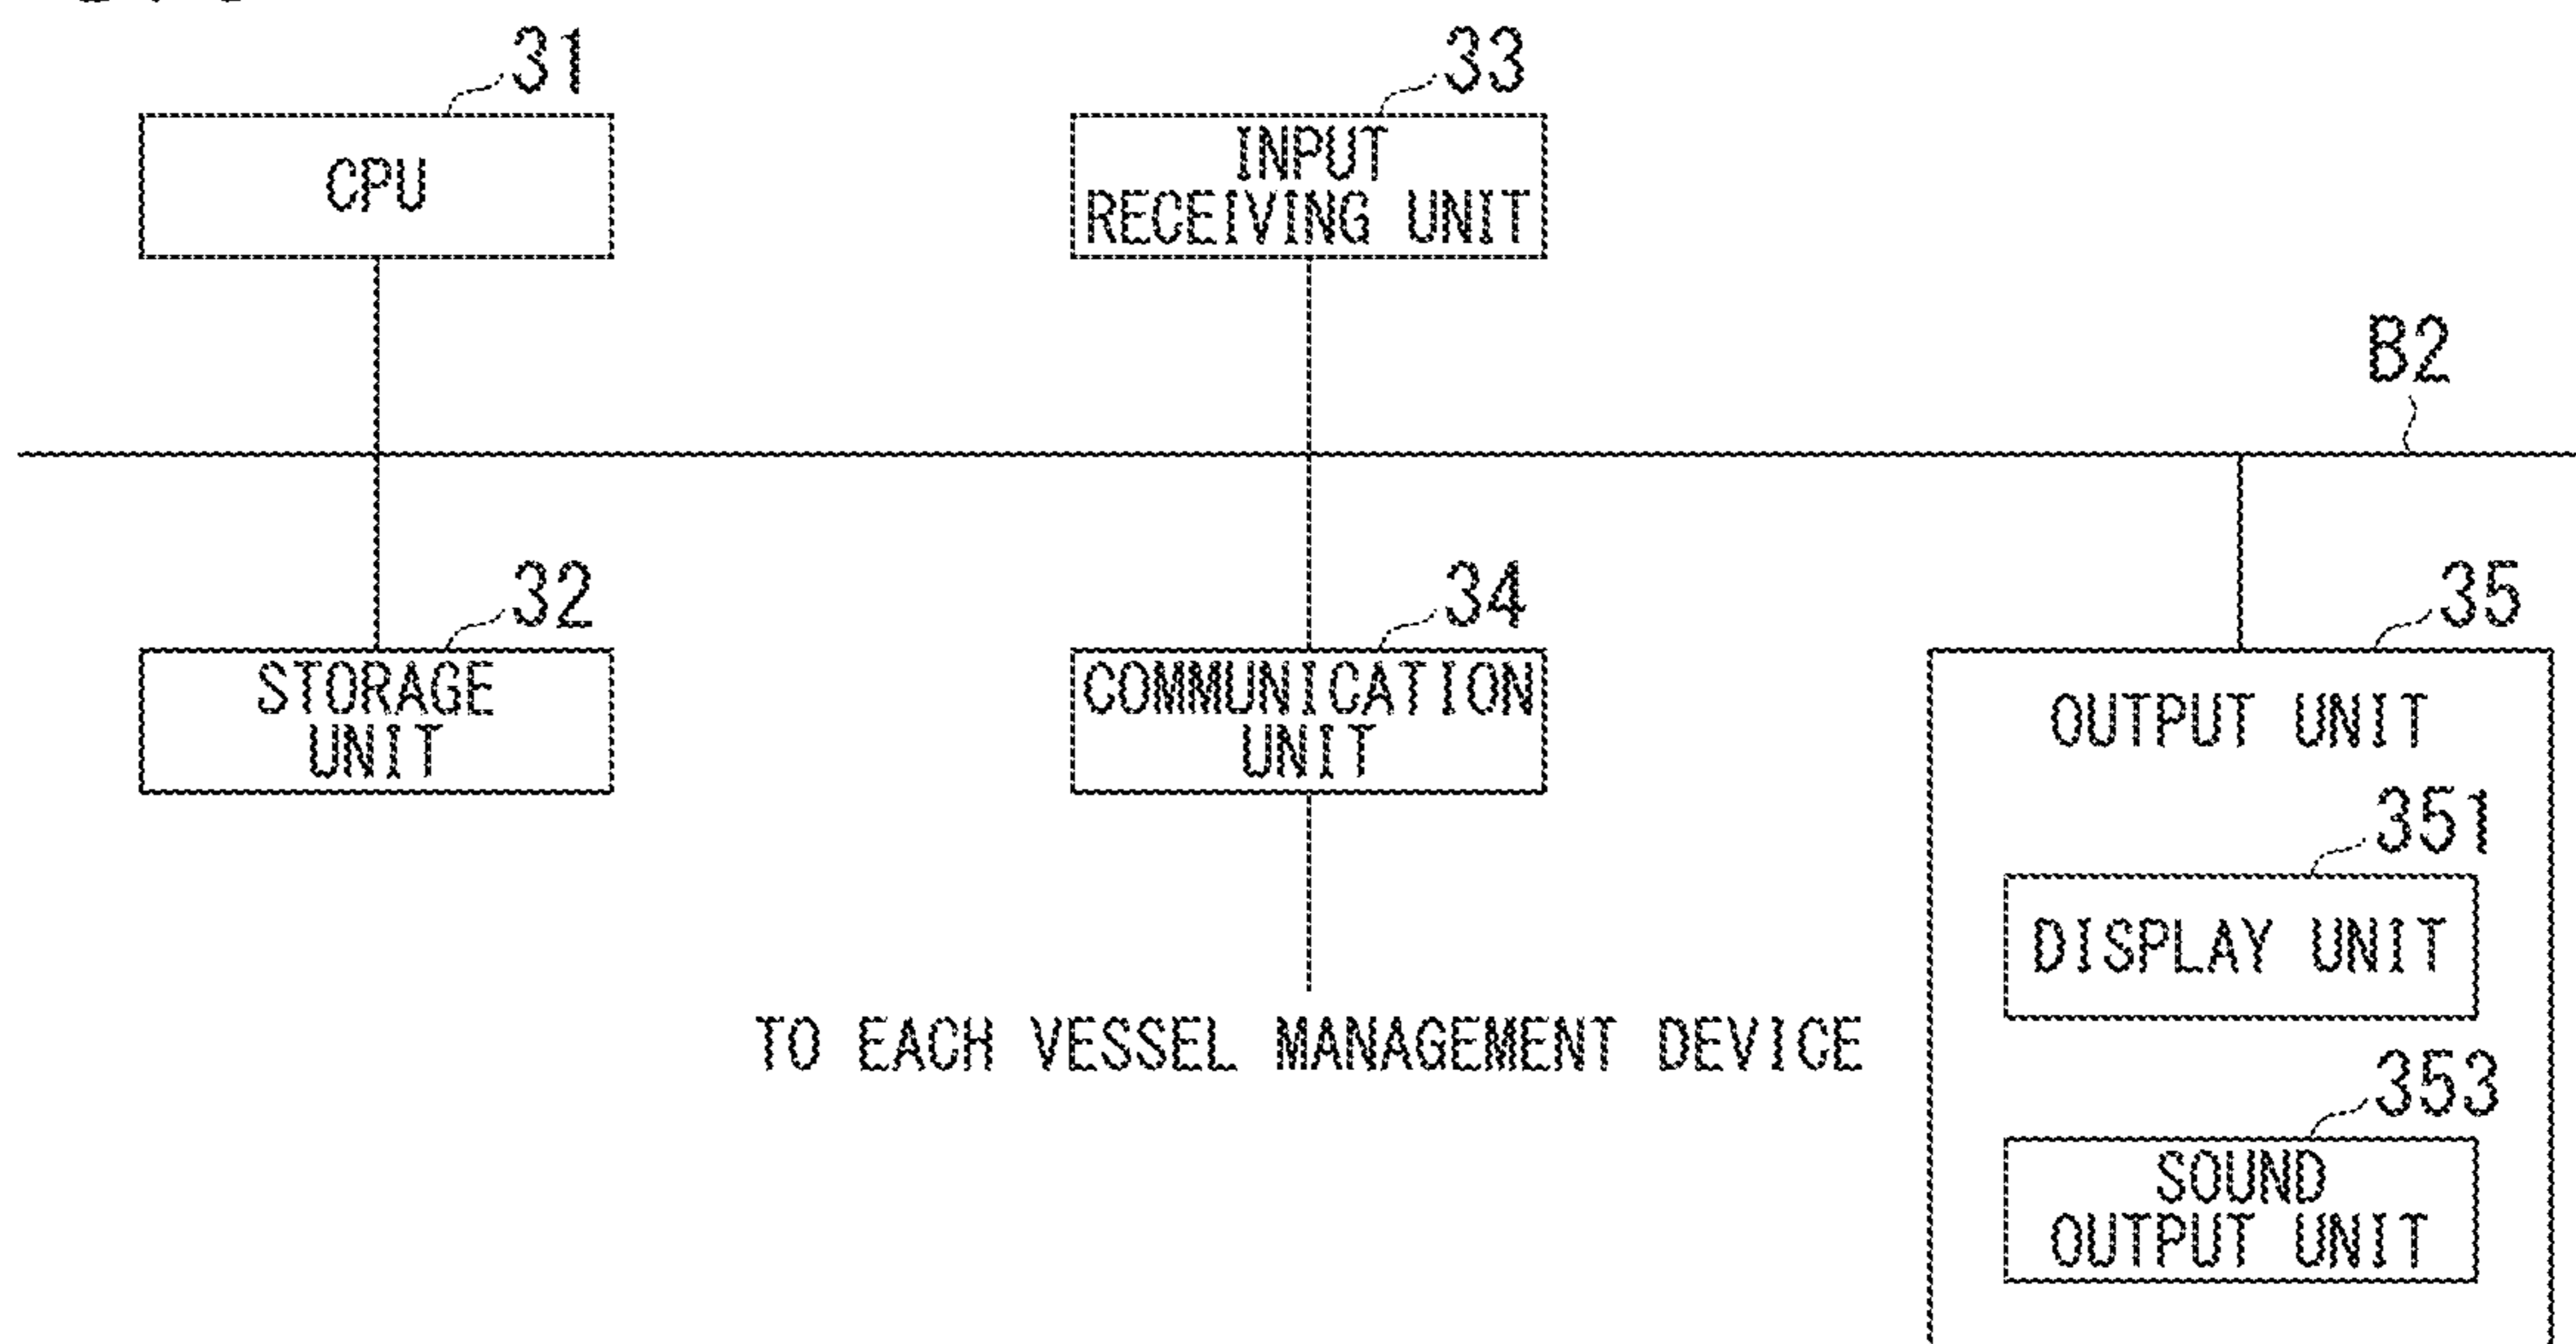 31
CPU
33
INPUT
RECEIVING UNIT
B2
32
STORAGE
UNIT
34
COMMUNICATION
UNIT
TO EACH VESSEL MANAGEMENT DEVICE
35
OUTPUT UNIT
351
DISPLAY UNIT
353
SOUND
OUTPUT UNIT